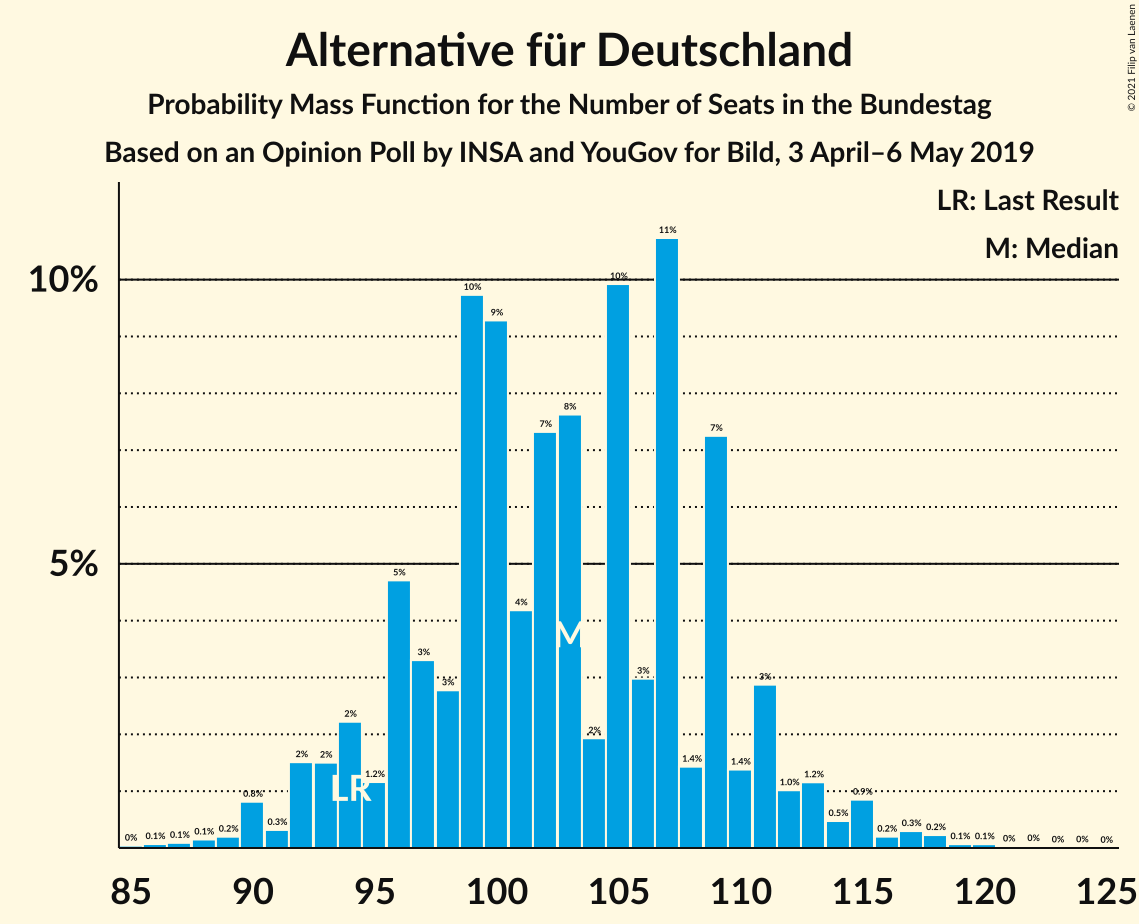 Alternative für Deutschland
Probability Mass Function for the Number of Seats in the Bundestag
Based on an Opinion Poll by INSA and YouGov for Bild, 3 April–6 May 2019
© 2021 Filip van Laenen
LR: Last Result
M: Median
10%
5%
0% 0.1% 0.1% 0.1% 0.2% 0.8% 0.3% 2% 2% 2% 1.2% 5% 3% 3% 10% 9% 4% 7% 8% 2% 10% 3% 11% 1.4% 7% 1.4% 3% 1.0% 1.2% 0.5% 0.9% 0.2% 0.3% 0.2% 0.1% 0.1% 0% 0% 0% 0% 0%
LR
M
85 90 95 100 105 110 115 120 125